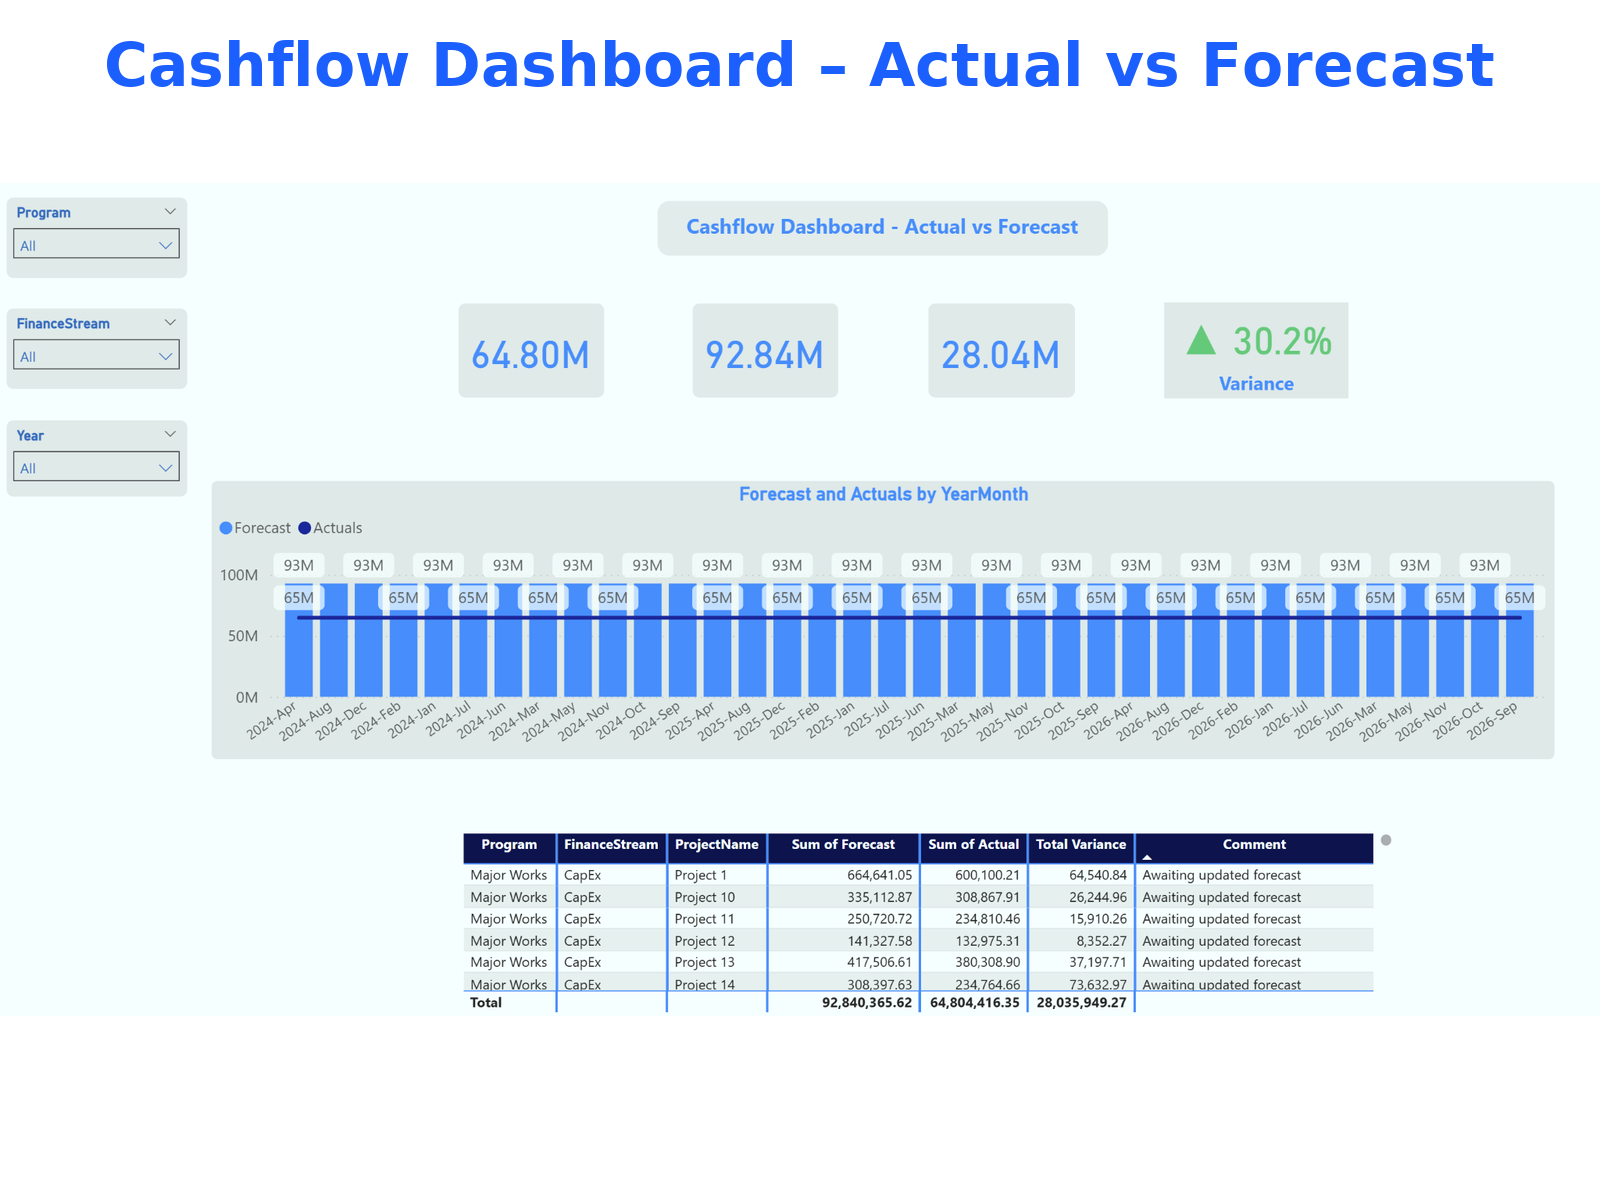 Cashflow Dashboard – Actual vs Forecast
Program
All
FinanceStream
All
Year
All
Cashflow Dashboard - Actual vs Forecast
64.80M
92.84M
28.04M
▲ 30.2%
Variance
Forecast and Actuals by YearMonth
Forecast Actuals
93M 93M 93M 93M 93M 93M 93M 93M 93M 93M 93M 93M 93M 93M 93M 93M 93M 93M
100M
65M 65M 65M 65M 65M 65M 65M 65M 65M 65M 65M 65M 65M 65M 65M 65M 65M
50M
0M
2024-Apr 2024-Aug 2024-Dec 2024-Feb 2024-Jan 2024-Jul 2024-Jun 2024-Mar 2024-May 2024-Nov 2024-Oct 2024-Sep 2025-Apr 2025-Aug 2025-Dec 2025-Feb 2025-Jan 2025-Jul 2025-Jun 2025-Mar 2025-May 2025-Nov 2025-Oct 2025-Sep 2026-Apr 2026-Aug 2026-Dec 2026-Feb 2026-Jan 2026-Jul 2026-Jun 2026-Mar 2026-May 2026-Nov 2026-Oct 2026-Sep
Program FinanceStream ProjectName Sum of Forecast Sum of Actual Total Variance Comment
Major Works CapEx Project 1 664,641.05 600,100.21 64,540.84 Awaiting updated forecast
Major Works CapEx Project 10 335,112.87 308,867.91 26,244.96 Awaiting updated forecast
Major Works CapEx Project 11 250,720.72 234,810.46 15,910.26 Awaiting updated forecast
Major Works CapEx Project 12 141,327.58 132,975.31 8,352.27 Awaiting updated forecast
Major Works CapEx Project 13 417,506.61 380,308.90 37,197.71 Awaiting updated forecast
Major Works CapEx Project 14 308,397.63 234,764.66 73,632.97 Awaiting updated forecast
Total 92,840,365.62 64,804,416.35 28,035,949.27